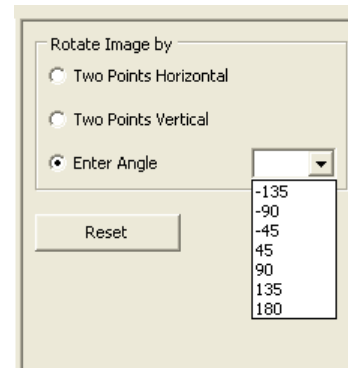 Rotate Image by
Two Points Horizontal
Two Points Vertical
Enter Angle
-135
-90
-45
45
90
135
180
Reset